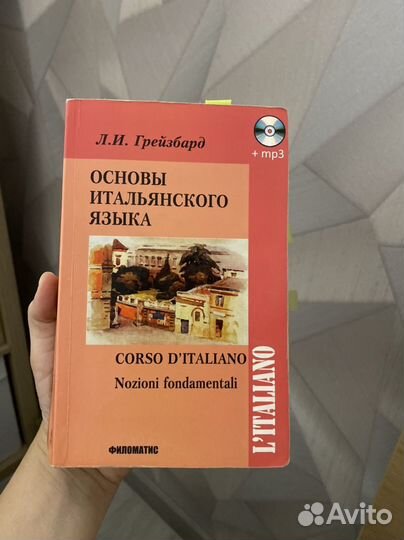 Л.И. Грейзбард
+ mp3
ОСНОВЫ
ИТАЛЬЯНСКОГО
ЯЗЫКА
CORSO D'ITALIANO
Nozioni fondamentali
L'ITALIANO
ФИЛОМАТИС
Avito